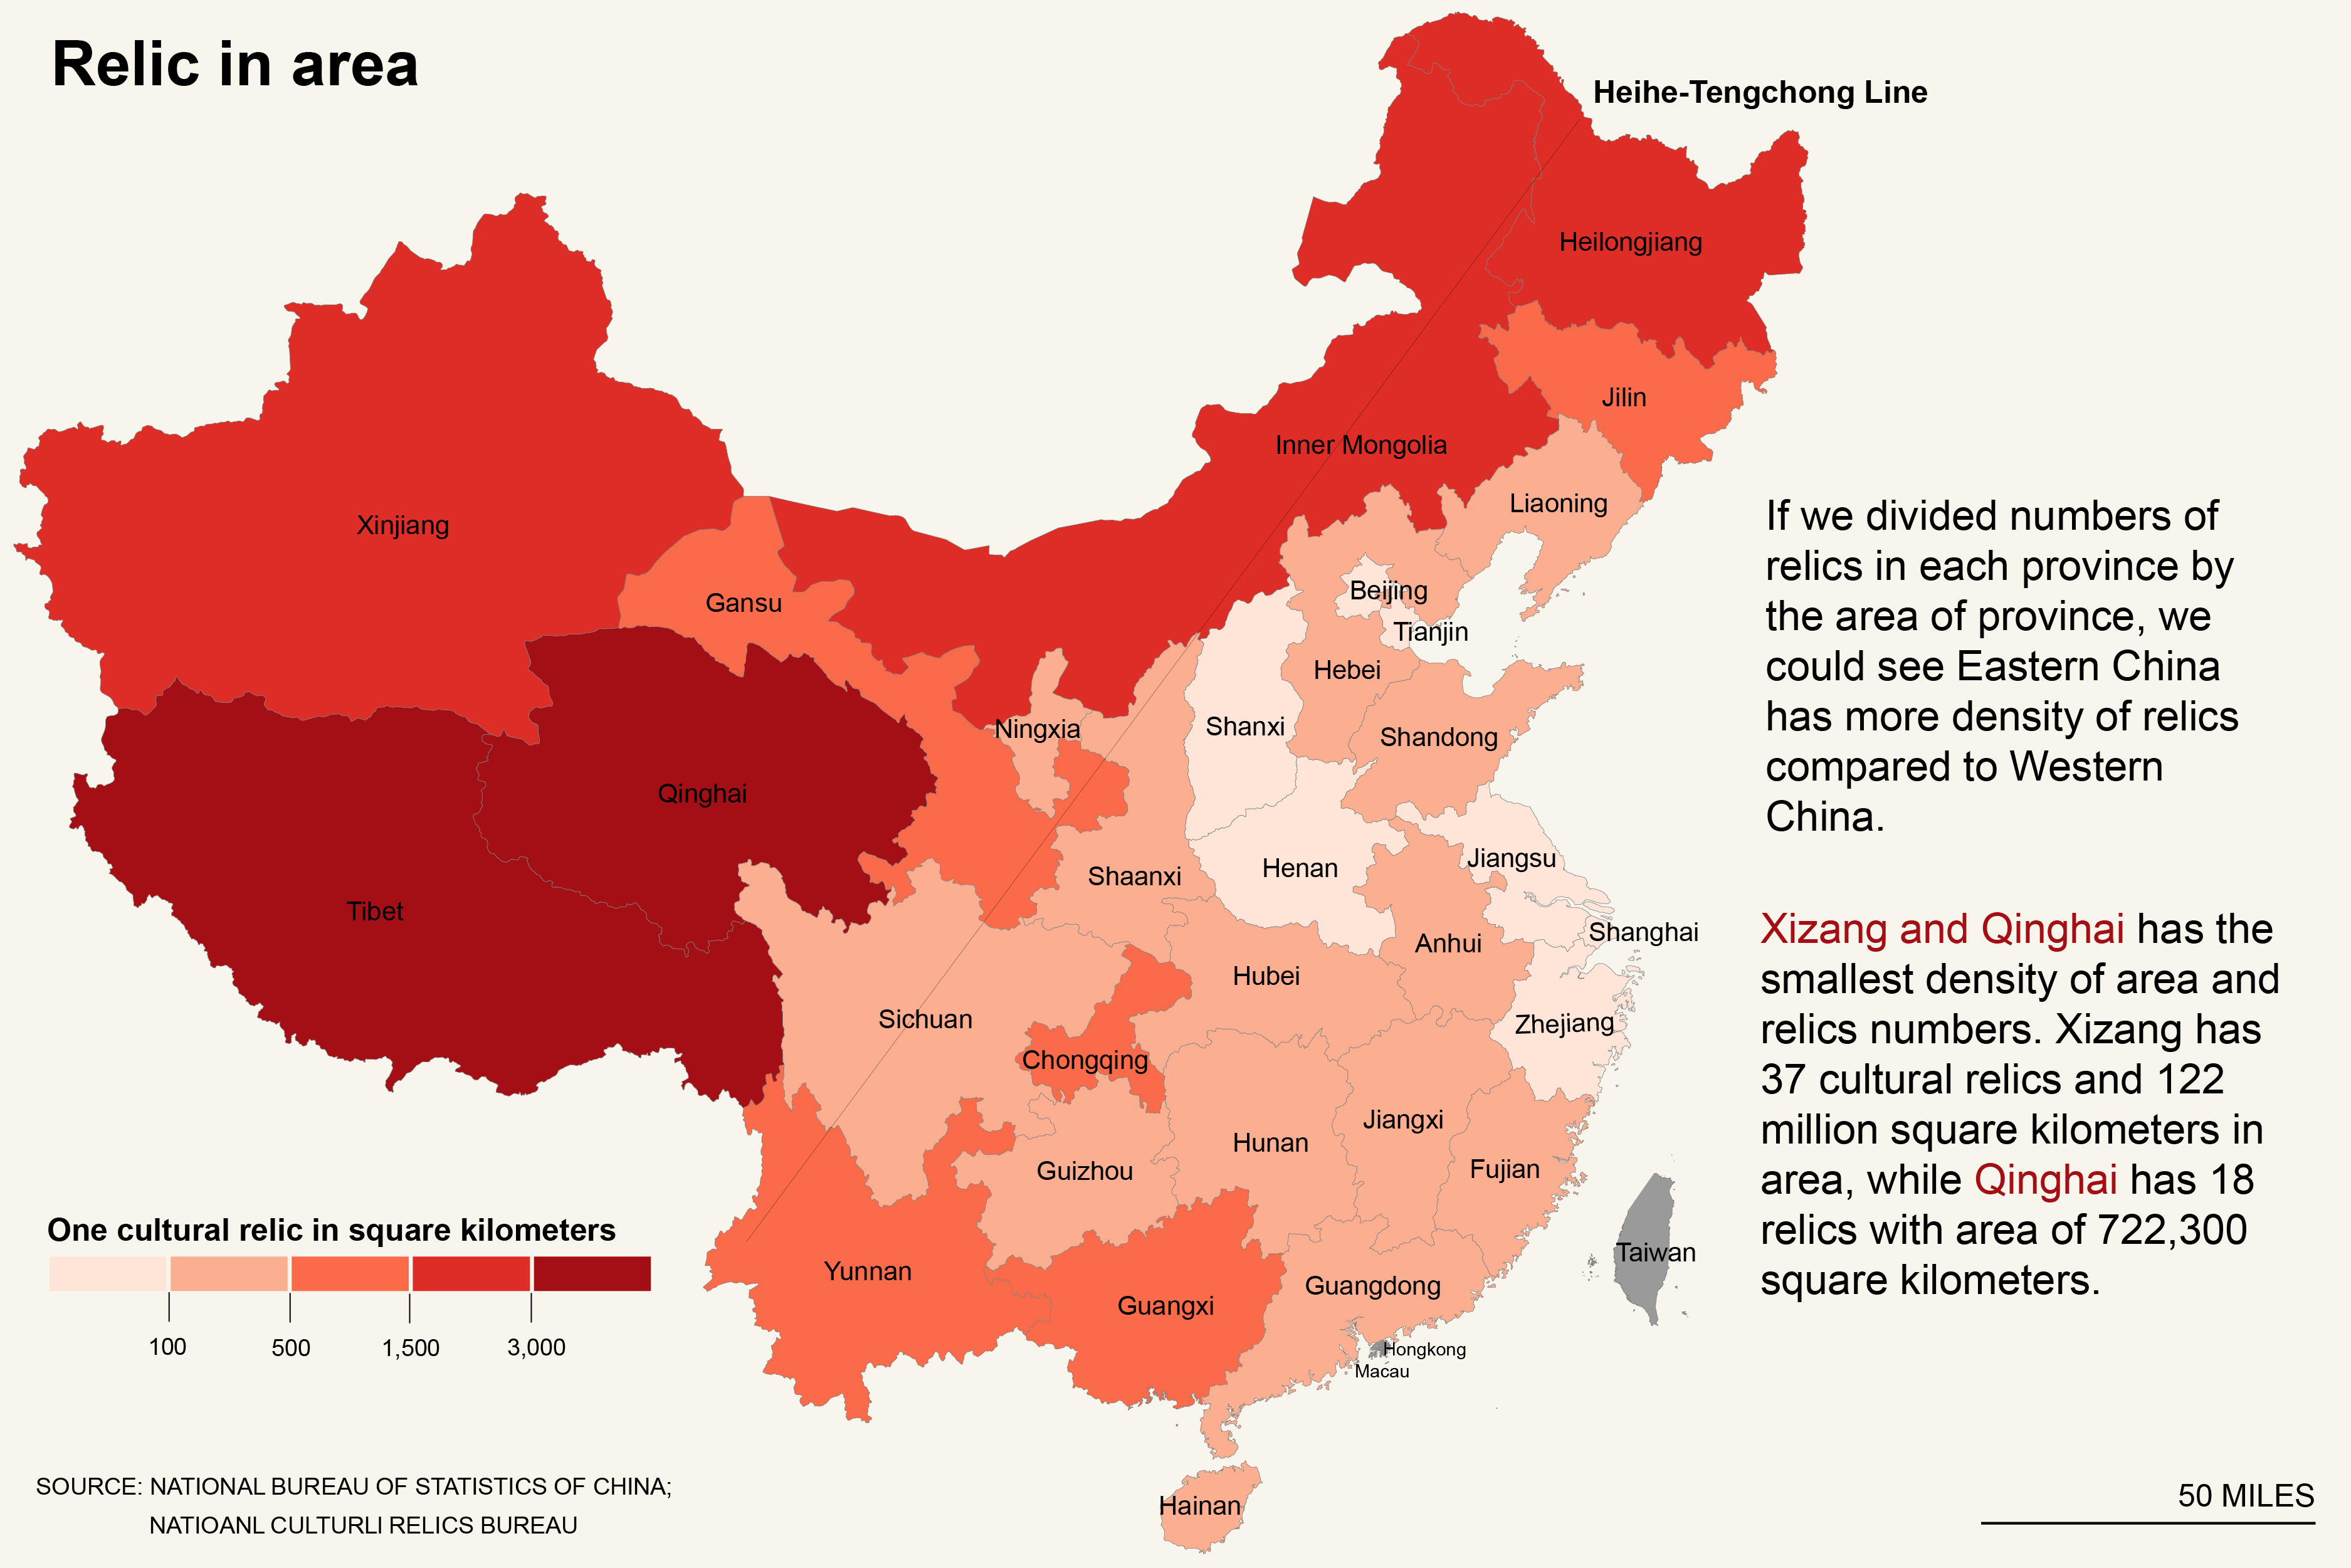 Relic in area
Heihe-Tengchong Line
Heilongjiang
Jilin
Inner Mongolia
Liaoning
Xinjiang
Gansu
Beijing
Tianjin
Hebei
Ningxia
Shanxi
Shandong
Qinghai
Tibet
Shaanxi
Henan
Jiangsu
Shanghai
Anhui
Hubei
Sichuan
Zhejiang
Chongqing
Jiangxi
Hunan
Guizhou
Fujian
Yunnan
Guangxi
Guangdong
Taiwan
Hongkong
Macau
Hainan
If we divided numbers of
relics in each province by
the area of province, we
could see Eastern China
has more density of relics
compared to Western
China.
Xizang and Qinghai has the
smallest density of area and
relics numbers. Xizang has
37 cultural relics and 122
million square kilometers in
area, while Qinghai has 18
relics with area of 722,300
square kilometers.
One cultural relic in square kilometers
100
500
1,500
3,000
SOURCE: NATIONAL BUREAU OF STATISTICS OF CHINA;
NATIOANL CULTURLI RELICS BUREAU
50 MILES